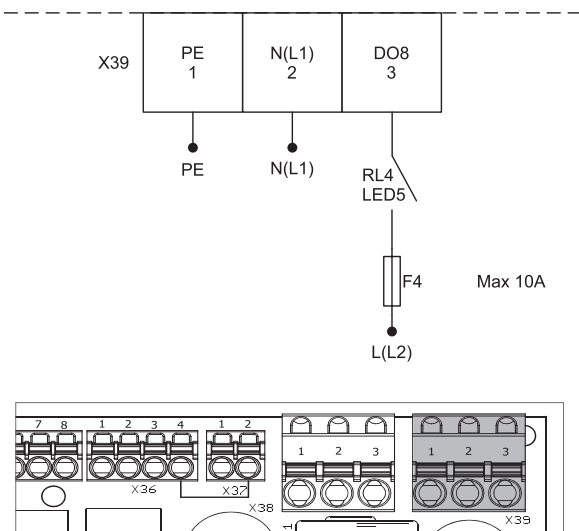 X39
PE
1
N(L1)
2
DO8
3
PE
N(L1)
RL4
LED5
F4
Max 10A
L(L2)
7 8 1 2 3 4 1 2
1 2 3 1 2 3
X36 X37
X38
X39
1